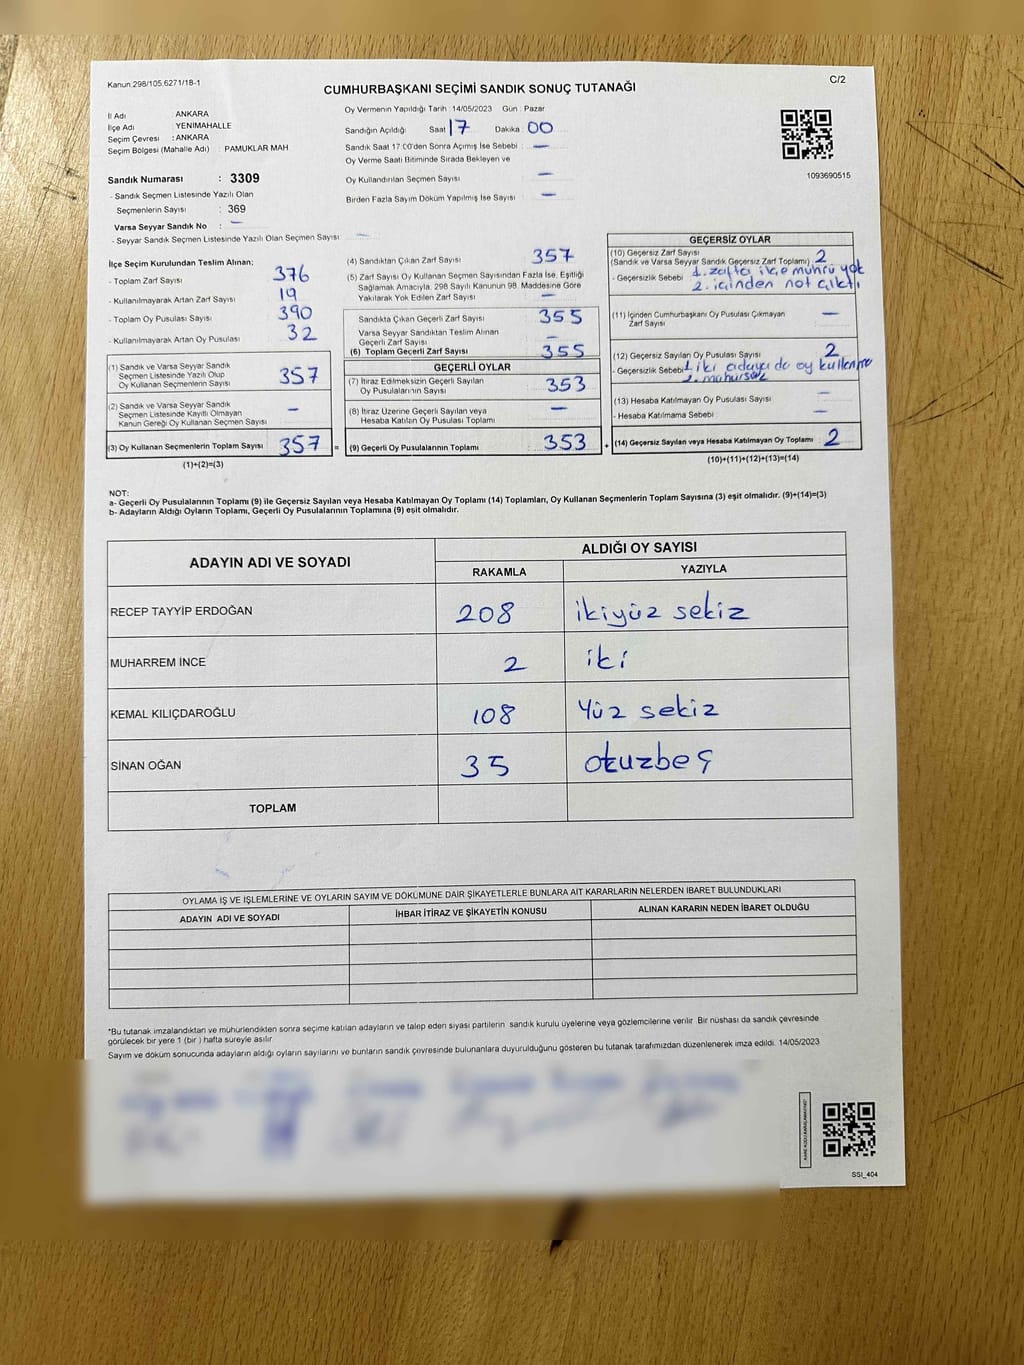 Kanun:298/105,6271/18-1
C/2
CUMHURBAŞKANI SEÇİMİ SANDIK SONUÇ TUTANAĞI
İl Adı : ANKARA
İlçe Adı : YENİMAHALLE
Seçim Çevresi : ANKARA
Seçim Bölgesi (Mahalle Adı) : PAMUKLAR MAH
Sandık Numarası : 3309
- Sandık Seçmen Listesinde Yazılı Olan
Seçmenlerin Sayısı : 369
Varsa Seyyar Sandık No : —
- Seyyar Sandık Seçmen Listesinde Yazılı Olan Seçmen Sayısı: —
Oy Vermenin Yapıldığı Tarih : 14/05/2023 Gün : Pazar
Sandığın Açıldığı Saat 17 Dakika : 00
Sandık Saat 17:00'den Sonra Açımış İse Sebebi : —
Oy Verme Saati Bitiminde Sırada Bekleyen ve
Oy Kullandırılan Seçmen Sayısı : —
Birden Fazla Sayım Döküm Yapılmış İse Sayısı : —
1093690515
İlçe Seçim Kurulundan Teslim Alınan:
- Toplam Zarf Sayısı : 376
- Kullanılmayarak Artan Zarf Sayısı : 19
- Toplam Oy Pusulası Sayısı : 390
- Kullanılmayarak Artan Oy Pusulası : 32
(1) Sandık ve Varsa Seyyar Sandık
Seçmen Listesinde Yazılı Olup
Oy Kullanan Seçmenlerin Sayısı : 357
(2) Sandık ve Varsa Seyyar Sandık
Seçmen Listesinde Kayıtlı Olmayan
Kanun Gereği Oy Kullanan Seçmen Sayısı : —
(3) Oy Kullanan Seçmenlerin Toplam Sayısı : 357 =
(1)+(2)=(3)
(4) Sandıktan Çıkan Zarf Sayısı : 357
(5) Zarf Sayısı Oy Kullanan Seçmen Sayısından Fazla İse, Eşitliği
Sağlamak Amacıyla, 298 Sayılı Kanunun 98. Maddesine Göre
Yakılarak Yok Edilen Zarf Sayısı : —
Sandıkta Çıkan Geçerli Zarf Sayısı : 355
Varsa Seyyar Sandıktan Teslim Alınan
Geçerli Zarf Sayısı : —
(6) Toplam Geçerli Zarf Sayısı : 355
GEÇERLİ OYLAR
(7) İtiraz Edilmeksizin Geçerli Sayılan
Oy Pusulalarının Sayısı : 353
(8) İtiraz Üzerine Geçerli Sayılan veya
Hesaba Katılan Oy Pusulası Toplamı : —
(9) Geçerli Oy Pusulalarının Toplamı : 353 +
GEÇERSİZ OYLAR
(10) Geçersiz Zarf Sayısı
(Sandık ve Varsa Seyyar Sandık Geçersiz Zarf Toplamı) : 2
- Geçersizlik Sebebi : 1. zafta ilçe mührü yok
2. içinden not çıktı
(11) İçinden Cumhurbaşkanı Oy Pusulası Çıkmayan
Zarf Sayısı : —
(12) Geçersiz Sayılan Oy Pusulası Sayısı : 2
- Geçersizlik Sebebi : 1. iki adaya da oy kullanma
2. mühürsüz
(13) Hesaba Katılmayan Oy Pusulası Sayısı : —
- Hesaba Katılmama Sebebi : —
(14) Geçersiz Sayılan veya Hesaba Katılmayan Oy Toplamı : 2
(10)+(11)+(12)+(13)=(14)
NOT:
a- Geçerli Oy Pusulalarının Toplamı (9) ile Geçersiz Sayılan veya Hesaba Katılmayan Oy Toplamı (14) Toplamları, Oy Kullanan Seçmenlerin Toplam Sayısına (3) eşit olmalıdır. (9)+(14)=(3)
b- Adayların Aldığı Oyların Toplamı, Geçerli Oy Pusulalarının Toplamına (9) eşit olmalıdır.
ADAYIN ADI VE SOYADI
ALDIĞI OY SAYISI
RAKAMLA YAZIYLA
RECEP TAYYİP ERDOĞAN 208 ikiyüz sekiz
MUHARREM İNCE 2 iki
KEMAL KILIÇDAROĞLU 108 Yüz sekiz
SİNAN OĞAN 35 otuzbeş
TOPLAM
OYLAMA İŞ VE İŞLEMLERİNE VE OYLARIN SAYIM VE DÖKÜMÜNE DAİR ŞİKAYETLERLE BUNLARA AİT KARARLARIN NELERDEN İBARET BULUNDUKLARI
ADAYIN ADI VE SOYADI İHBAR İTİRAZ VE ŞİKAYETİN KONUSU ALINAN KARARIN NEDEN İBARET OLDUĞU
*Bu tutanak imzalandıktan ve mühürlendikten sonra seçime katılan adayların ve talep eden siyasi partilerin sandık kurulu üyelerine veya gözlemcilerine verilir. Bir nüshası da sandık çevresinde
görülecek bir yere 1 (bir ) hafta süreyle asılır.
Sayım ve döküm sonucunda adayların aldığı oyların sayılarını ve bunların sandık çevresinde bulunanlara duyurulduğunu gösteren bu tutanak tarafımızdan düzenlenerek imza edildi. 14/05/2023
SSI_404